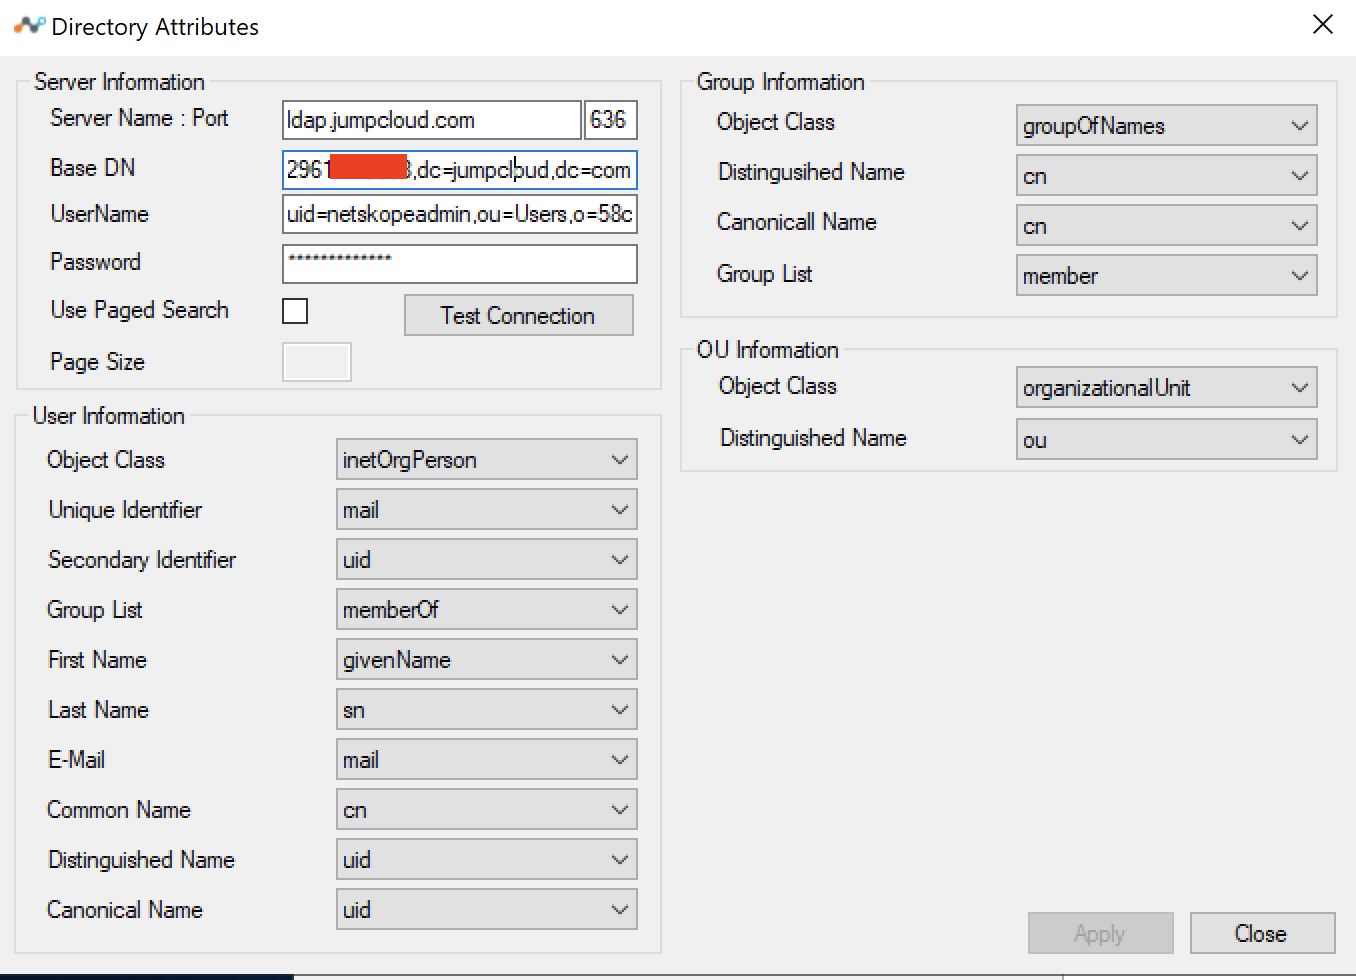 Directory Attributes
Server Information
Server Name : Port
ldap.jumpcloud.com
636
Base DN
2961 3,dc=jumpcloud,dc=com
UserName
uid=netskopeadmin,ou=Users,o=58c
Password
*************
Use Paged Search
Test Connection
Page Size
User Information
Object Class
inetOrgPerson
Unique Identifier
mail
Secondary Identifier
uid
Group List
memberOf
First Name
givenName
Last Name
sn
E-Mail
mail
Common Name
cn
Distinguished Name
uid
Canonical Name
uid
Group Information
Object Class
groupOfNames
Distingusihed Name
cn
Canonicall Name
cn
Group List
member
OU Information
Object Class
organizationalUnit
Distinguished Name
ou
Apply
Close